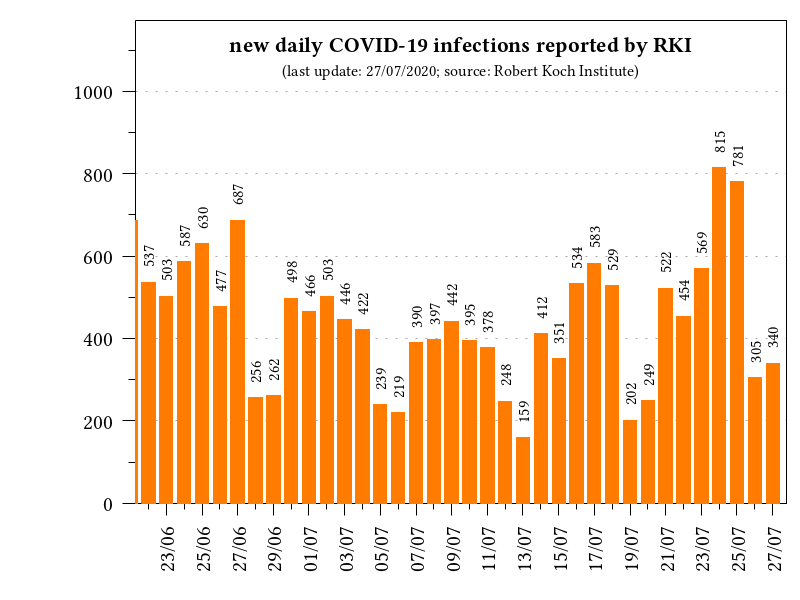 new daily COVID-19 infections reported by RKI
(last update: 27/07/2020; source: Robert Koch Institute)
1000
800
600
400
200
0
537 503 587 630 477 687 256 262 498 466 503 446 422 239 219 390 397 442 395 378 248 159 412 351 534 583 529 202 249 522 454 569 815 781 305 340
23/06 25/06 27/06 29/06 01/07 03/07 05/07 07/07 09/07 11/07 13/07 15/07 17/07 19/07 21/07 23/07 25/07 27/07